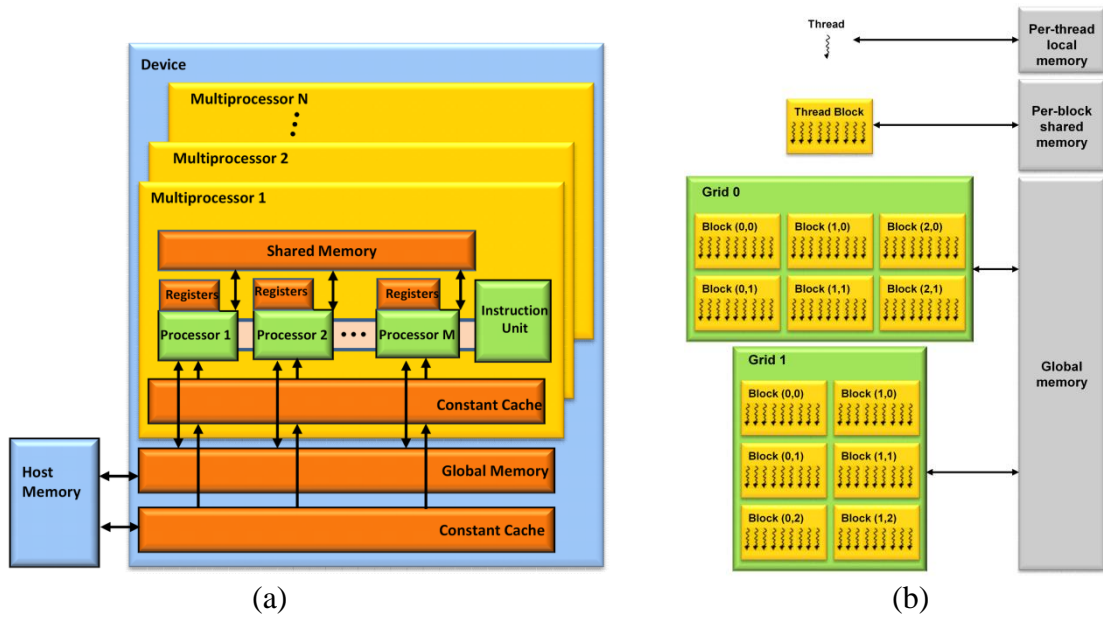 Device
Multiprocessor N
Multiprocessor 2
Multiprocessor 1
Shared Memory
Registers
Registers
Registers
Processor 1
Processor 2
Processor M
Instruction
Unit
Constant Cache
Host
Memory
Global Memory
Constant Cache
(a)
Thread
Per-thread
local
memory
Thread Block
Per-block
shared
memory
Grid 0
Block (0,0)
Block (1,0)
Block (2,0)
Block (0,1)
Block (1,1)
Block (2,1)
Grid 1
Block (0,0)
Block (1,0)
Block (0,1)
Block (1,1)
Block (0,2)
Block (1,2)
Global
memory
(b)